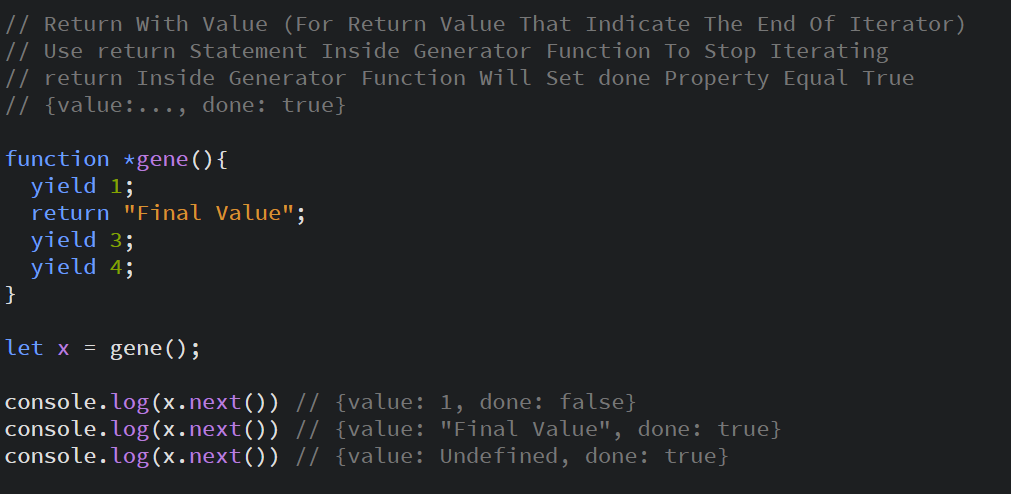 // Return With Value (For Return Value That Indicate The End Of Iterator)
// Use return Statement Inside Generator Function To Stop Iterating
// return Inside Generator Function Will Set done Property Equal True
// {value:..., done: true}
function *gene(){
  yield 1;
  return "Final Value";
  yield 3;
  yield 4;
}
let x = gene();
console.log(x.next()) // {value: 1, done: false}
console.log(x.next()) // {value: "Final Value", done: true}
console.log(x.next()) // {value: Undefined, done: true}